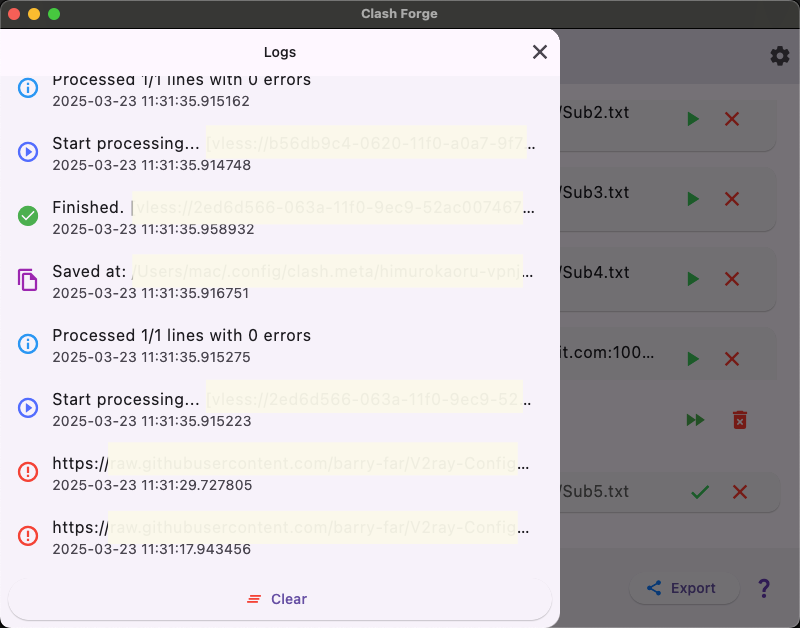 Clash Forge
Logs
Processed 1/1 lines with 0 errors
2025-03-23 11:31:35.915162
Start processing... [vless://b56db9c4-0620-11f0-a0a7-9f7...
2025-03-23 11:31:35.914748
Finished. [vless://2ed6d566-063a-11f0-9ec9-52ac007467...
2025-03-23 11:31:35.958932
Saved at: /Users/mac/.config/clash.meta/himurokaoru-vpnj...
2025-03-23 11:31:35.916751
Processed 1/1 lines with 0 errors
2025-03-23 11:31:35.915275
Start processing... [vless://2ed6d566-063a-11f0-9ec9-52...
2025-03-23 11:31:35.915223
https://raw.githubusercontent.com/barry-far/V2ray-Config...
2025-03-23 11:31:29.727805
https://raw.githubusercontent.com/barry-far/V2ray-Config...
2025-03-23 11:31:17.943456
Clear
/Sub2.txt
/Sub3.txt
/Sub4.txt
it.com:100...
/Sub5.txt
Export
?